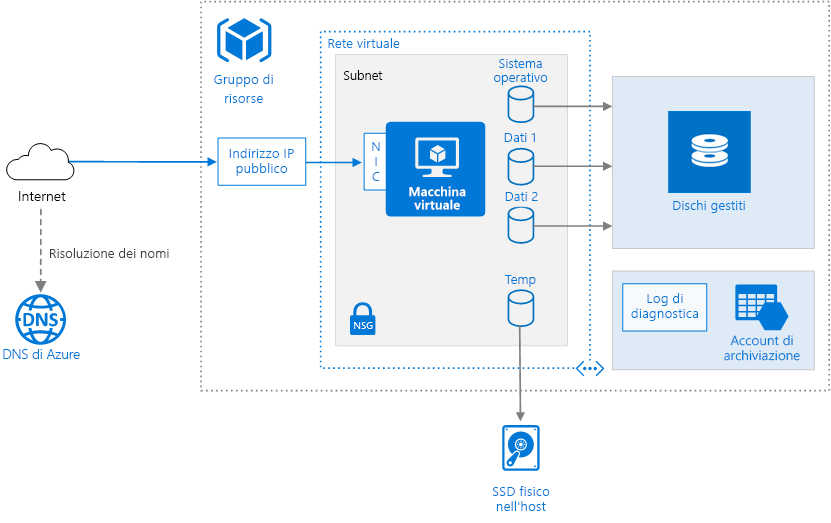 Gruppo di
risorse
Rete virtuale
Subnet
Sistema
operativo
Internet
Indirizzo IP
pubblico
N
I
C
Macchina
virtuale
Dati 1
Dati 2
Dischi gestiti
Risoluzione dei nomi
DNS
DNS di Azure
NSG
Temp
Log di
diagnostica
Account di
archiviazione
SSD fisico
nell'host